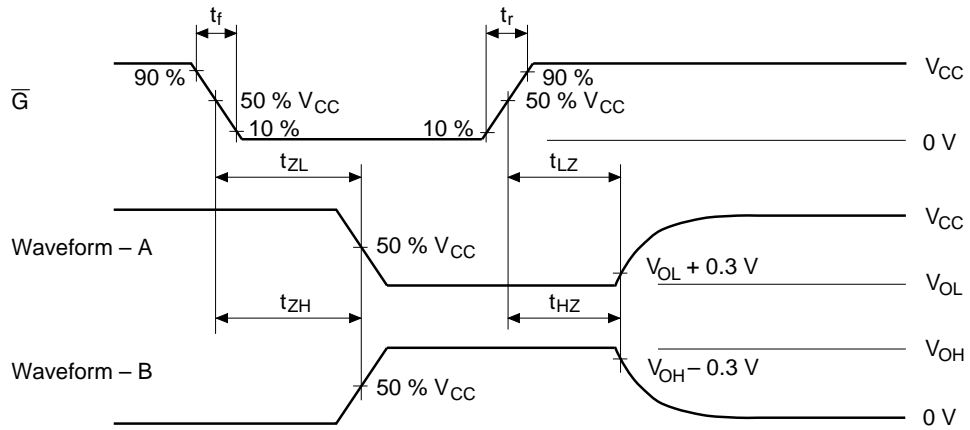 t_f
t_r
90 %
90 %
V_CC
G̅
50 % V_CC
50 % V_CC
10 %
10 %
0 V
t_ZL
t_LZ
V_CC
Waveform – A
50 % V_CC
V_OL + 0.3 V
V_OL
t_ZH
t_HZ
V_OH
Waveform – B
V_OH – 0.3 V
50 % V_CC
0 V